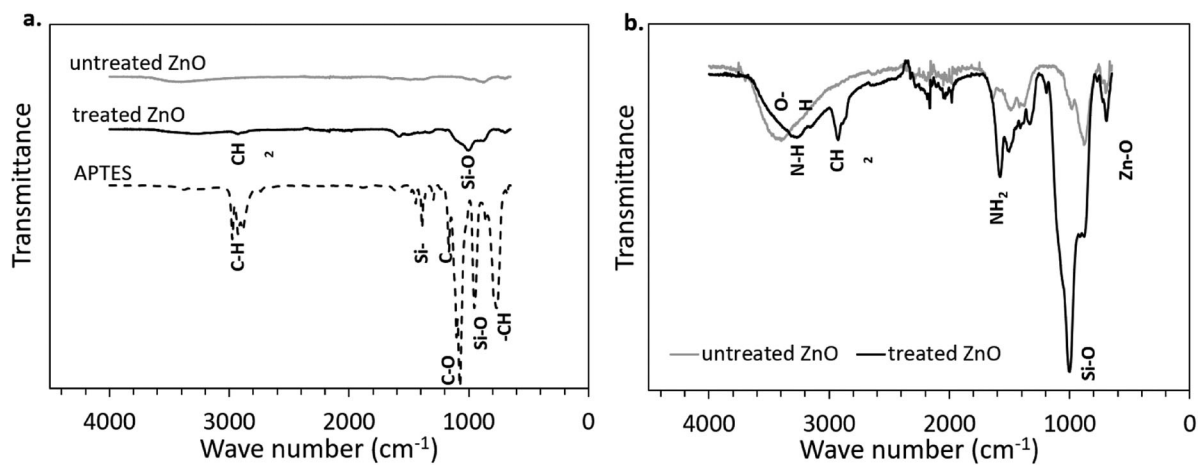 a.
untreated ZnO
treated ZnO
CH
2
Si-O
APTES
C-H
Si-
C
C-O
Si-O
-CH
Transmittance
4000 3000 2000 1000 0
Wave number (cm⁻¹)
b.
O-
H
N-H
CH
2
NH₂
Si-O
Zn-O
untreated ZnO treated ZnO
Transmittance
4000 3000 2000 1000 0
Wave number (cm⁻¹)